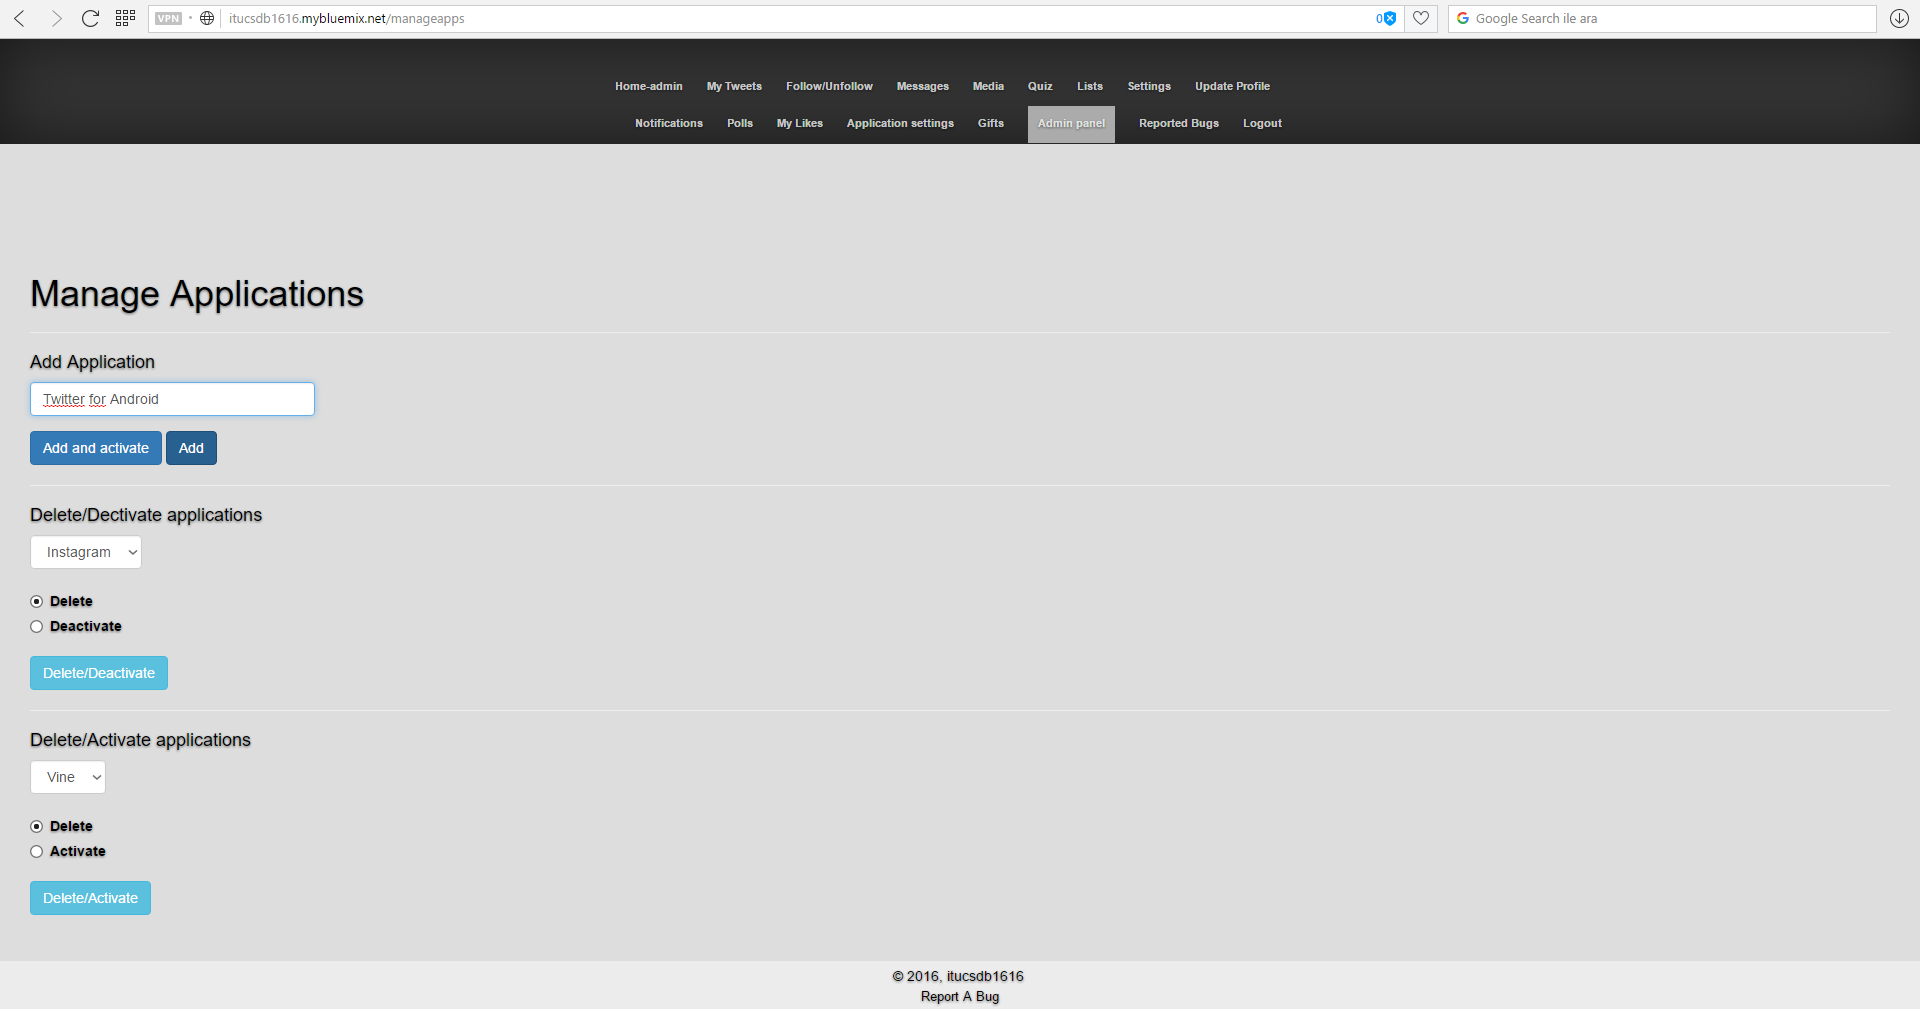 VPN itucsdb1616.mybluemix.net/manageapps 0 Google Search ile ara
Home-admin My Tweets Follow/Unfollow Messages Media Quiz Lists Settings Update Profile
Notifications Polls My Likes Application settings Gifts Admin panel Reported Bugs Logout
Manage Applications
Add Application
Twitter for Android
Add and activate Add
Delete/Dectivate applications
Instagram
Delete
Deactivate
Delete/Deactivate
Delete/Activate applications
Vine
Delete
Activate
Delete/Activate
© 2016, itucsdb1616
Report A Bug